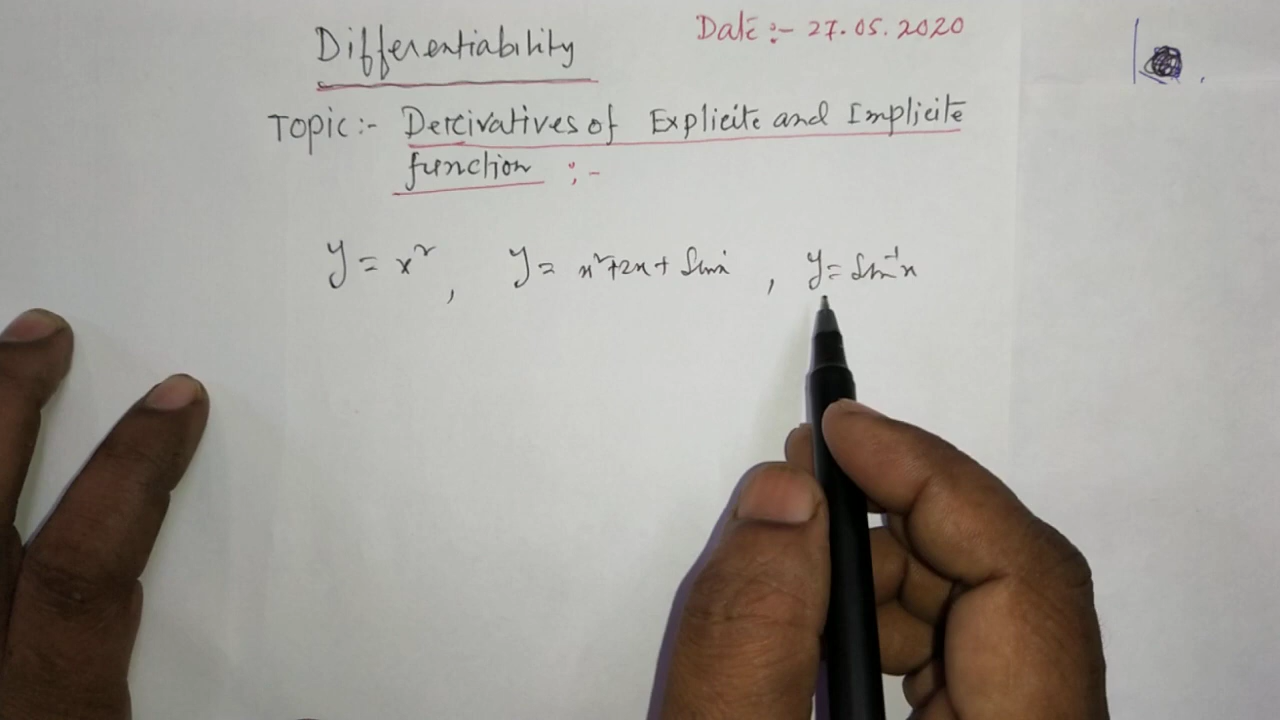 Differentiability
Date :- 27.05.2020
Topic:- Dercivatives of Explicite and Implicite
function :-
y = x², y = x²+2x+ Sinx, y = Sin⁻¹x